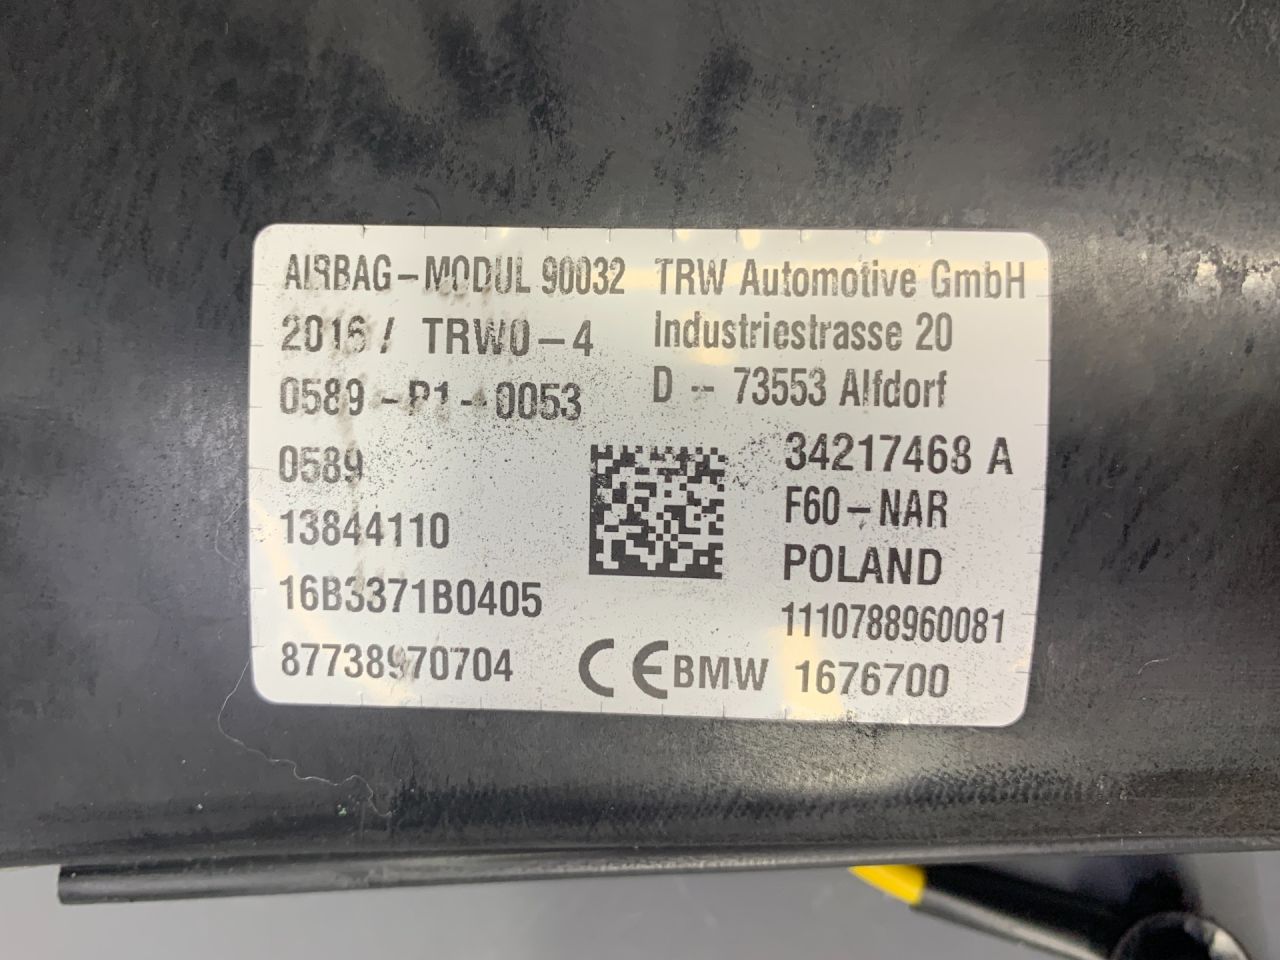 AIRBAG-MODUL 90032 TRW Automotive GmbH
2016 / TRW0-4 Industriestrasse 20
0589-P1-0053 D - 73553 Alfdorf
0589 34217468 A
13844110 F60-NAR
POLAND
16B3371B0405 1110788960081
87738970704 CE BMW 1676700